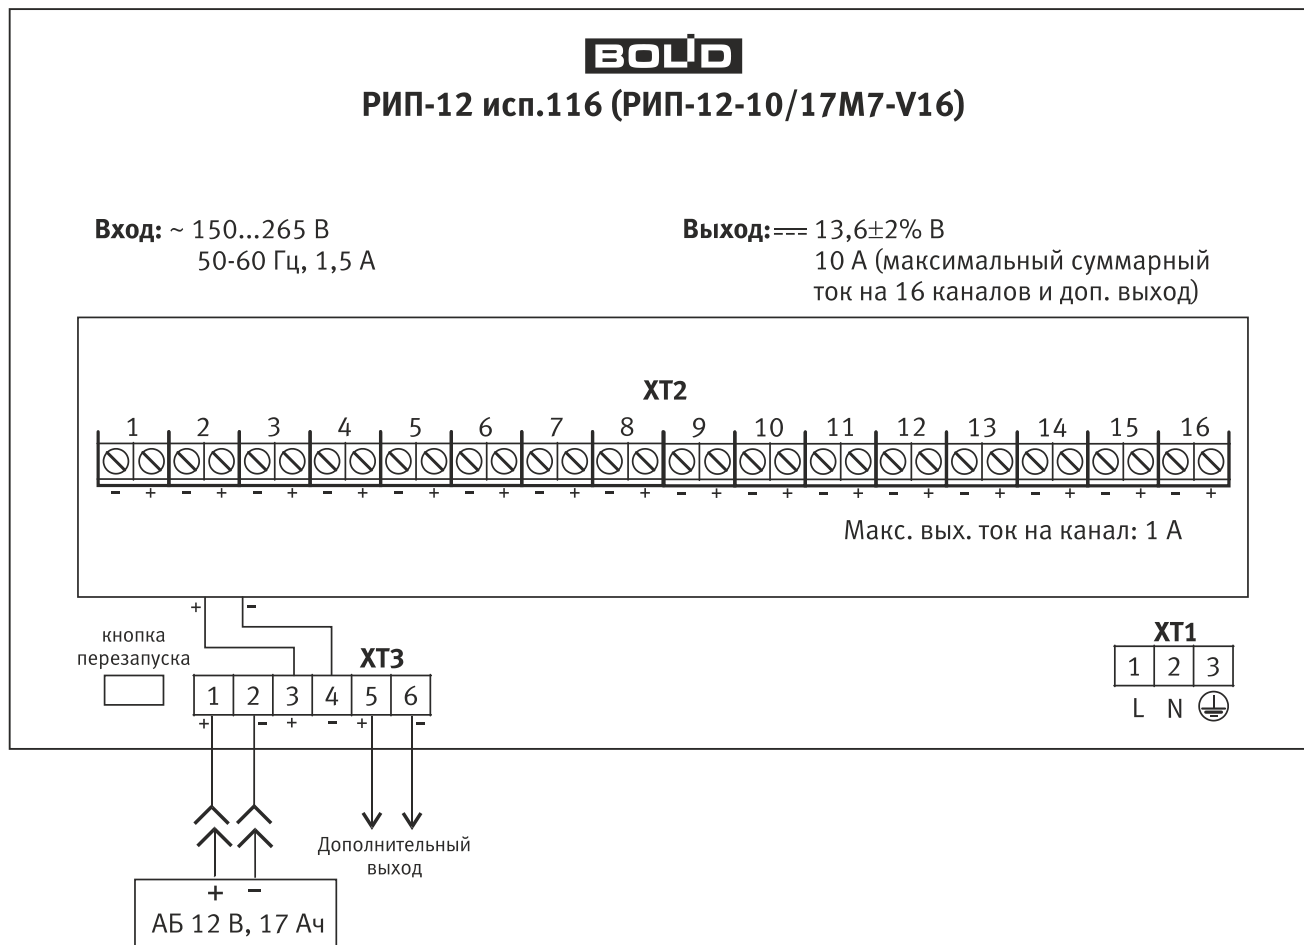 BOLID
РИП-12 исп.116 (РИП-12-10/17М7-V16)
Вход: ~ 150...265 В
50-60 Гц, 1,5 А
Выход: 13,6±2% В
10 А (максимальный суммарный
ток на 16 каналов и доп. выход)
XT2
1 2 3 4 5 6 7 8 9 10 11 12 13 14 15 16
- + - + - + - + - + - + - + - + - + - + - + - + - + - + - + - +
Макс. вых. ток на канал: 1 А
+ -
кнопка
перезапуска
XT3
1 2 3 4 5 6
+ - + - + -
XT1
1 2 3
L N
Дополнительный
выход
+ -
АБ 12 В, 17 Ач